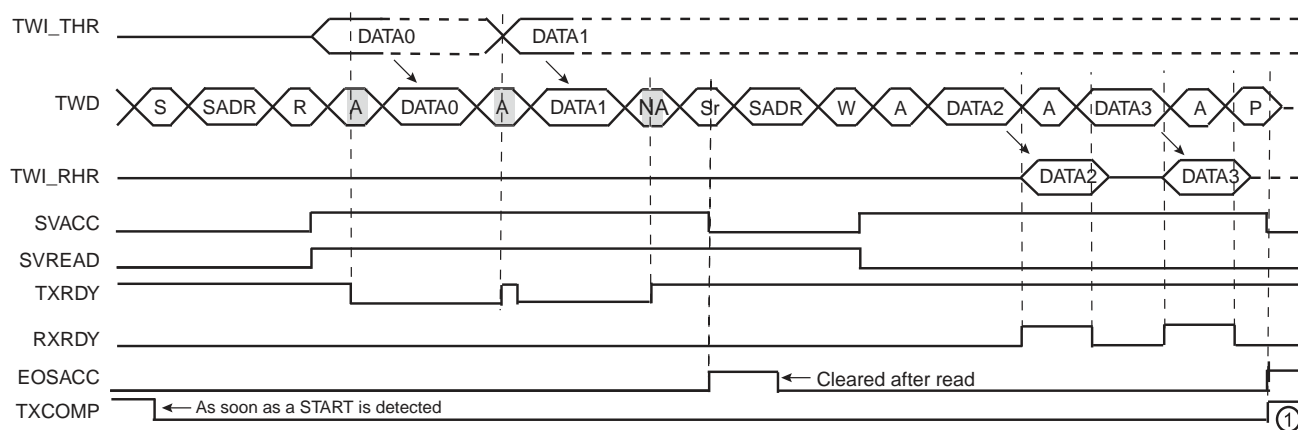 TWI_THR DATA0 DATA1
TWD S SADR R A DATA0 A DATA1 NA Sr SADR W A DATA2 A DATA3 A P
TWI_RHR DATA2 DATA3
SVACC
SVREAD
TXRDY
RXRDY
EOSACC Cleared after read
TXCOMP As soon as a START is detected 1